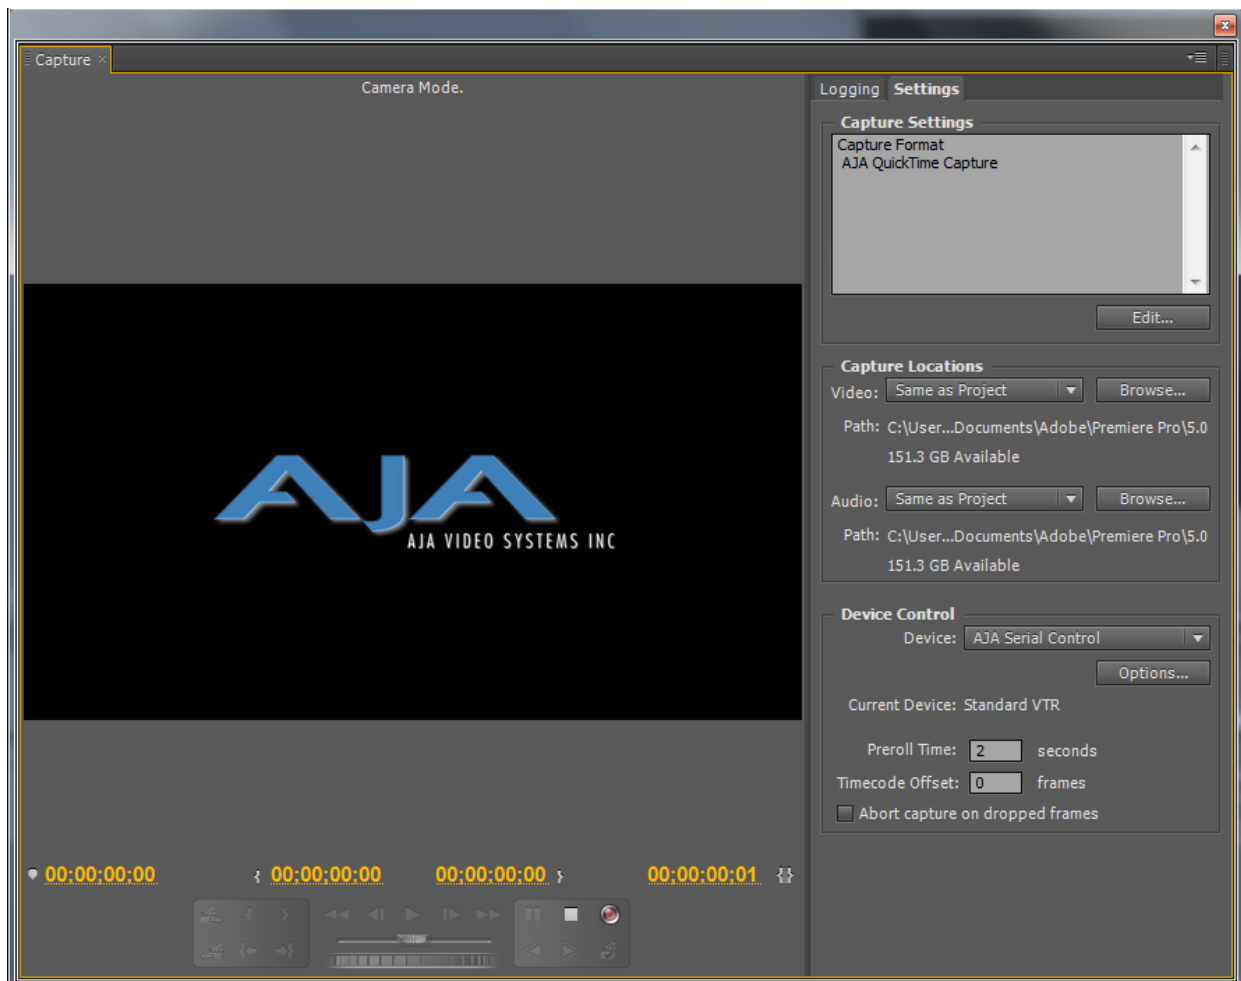 Capture
Camera Mode.
AJA
AJA VIDEO SYSTEMS INC
00;00;00;00
00;00;00;00
00;00;00;00
00;00;00;01
Logging Settings
Capture Settings
Capture Format
AJA QuickTime Capture
Edit...
Capture Locations
Video: Same as Project Browse...
Path: C:\User...Documents\Adobe\Premiere Pro\5.0
151.3 GB Available
Audio: Same as Project Browse...
Path: C:\User...Documents\Adobe\Premiere Pro\5.0
151.3 GB Available
Device Control
Device: AJA Serial Control
Options...
Current Device: Standard VTR
Preroll Time: 2 seconds
Timecode Offset: 0 frames
Abort capture on dropped frames